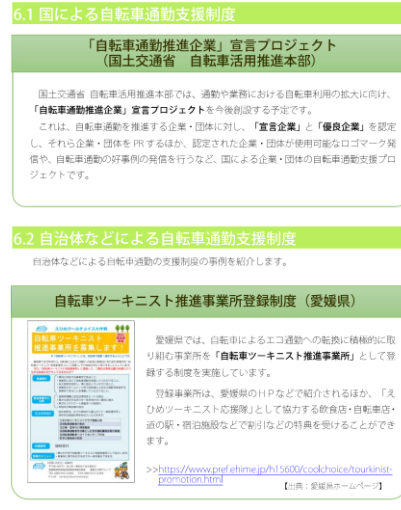 6.1 国による自転車通勤支援制度
「自転車通勤推進企業」宣言プロジェクト
（国土交通省　自転車活用推進本部）
国土交通省 自転車活用推進本部では、通勤や業務における自転車利用の拡大に向け、
「自転車通勤推進企業」宣言プロジェクトを今後創設する予定です。
これは、自転車通勤を推進する企業・団体に対し、「宣言企業」と「優良企業」を認定
し、それら企業・団体を PR するほか、認定された企業・団体が使用可能なロゴマーク発
信や、自転車通勤の好事例の発信を行うなど、国による企業・団体の自転車通勤支援プロ
ジェクトです。
6.2 自治体などによる自転車通勤支援制度
自治体などによる自転車通勤の支援制度の事例を紹介します。
自転車ツーキニスト推進事業所登録制度（愛媛県）
自転車ツーキニスト
推進事業所を募集します！
愛媛県では、自転車によるエコ通勤への転換に積極的に取
り組む事業所を「自転車ツーキニスト推進事業所」として登
録する制度を実施しています。
登録事業所は、愛媛県のＨＰなどで紹介されるほか、「え
ひめツーキニスト応援隊」として協力する飲食店・自転車店・
道の駅・宿泊施設などで割引などの特典を受けることができ
ます。
>>https://www.pref.ehime.jp/h15600/coolchoice/tourkinist-
promotion.html
【出典：愛媛県ホームページ】